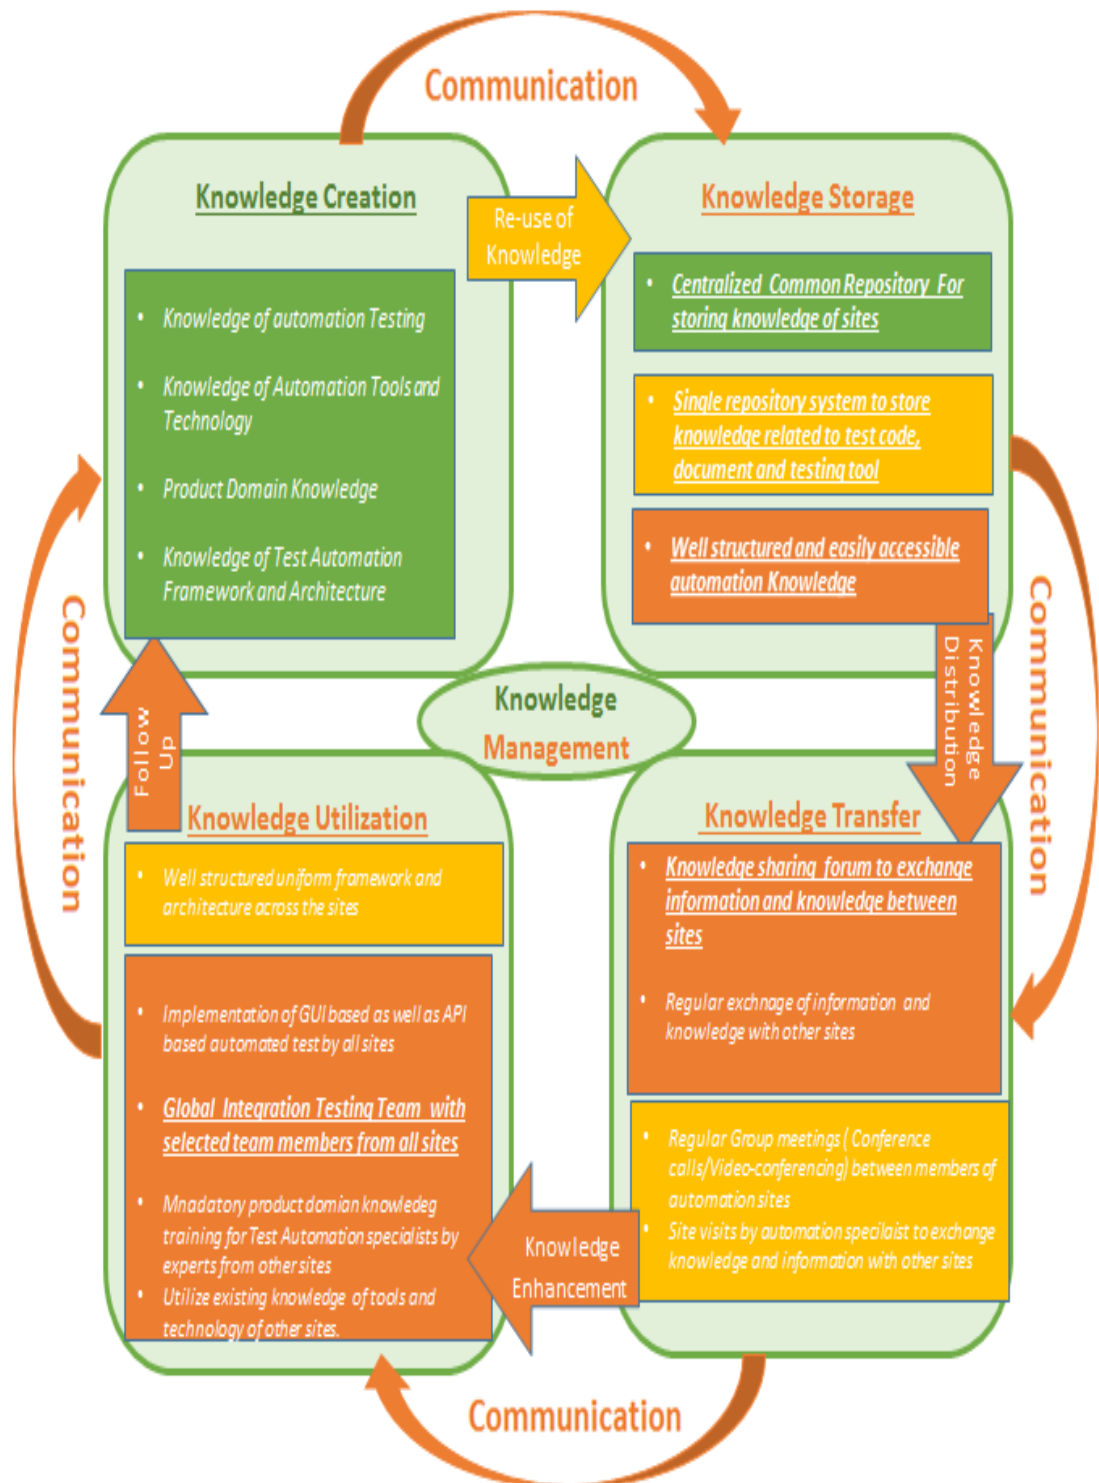 Communication
Knowledge Creation
• Knowledge of automation Testing
• Knowledge of Automation Tools and
Technology
• Product Domain Knowledge
• Knowledge of Test Automation
Framework and Architecture
Re-use of
Knowledge
Knowledge Storage
• Centralized Common Repository For
storing knowledge of sites
• Single repository system to store
knowledge related to test code,
document and testing tool
• Well structured and easily accessible
automation Knowledge
Knowledge
Distribution
Communication
Knowledge
Management
Knowledge Transfer
• Knowledge sharing forum to exchange
information and knowledge between
sites
• Regular exchnage of information and
knowledge with other sites
• Regular Group meetings ( Conference
calls/Video-conferencing) between members of
automation sites
• Site visits by automation specilaist to exchange
knowledge and information with other sites
Knowledge
Enhancement
Communication
Knowledge Utilization
• Well structured uniform framework and
architecture across the sites
• Implementation of GUI based as well as API
based automated test by all sites
• Global Integration Testing Team with
selected team members from all sites
• Mnadatory product domian knowledeg
training for Test Automation specialists by
experts from other sites
• Utilize existing knowledge of tools and
technology of other sites.
Follow
Up
Communication